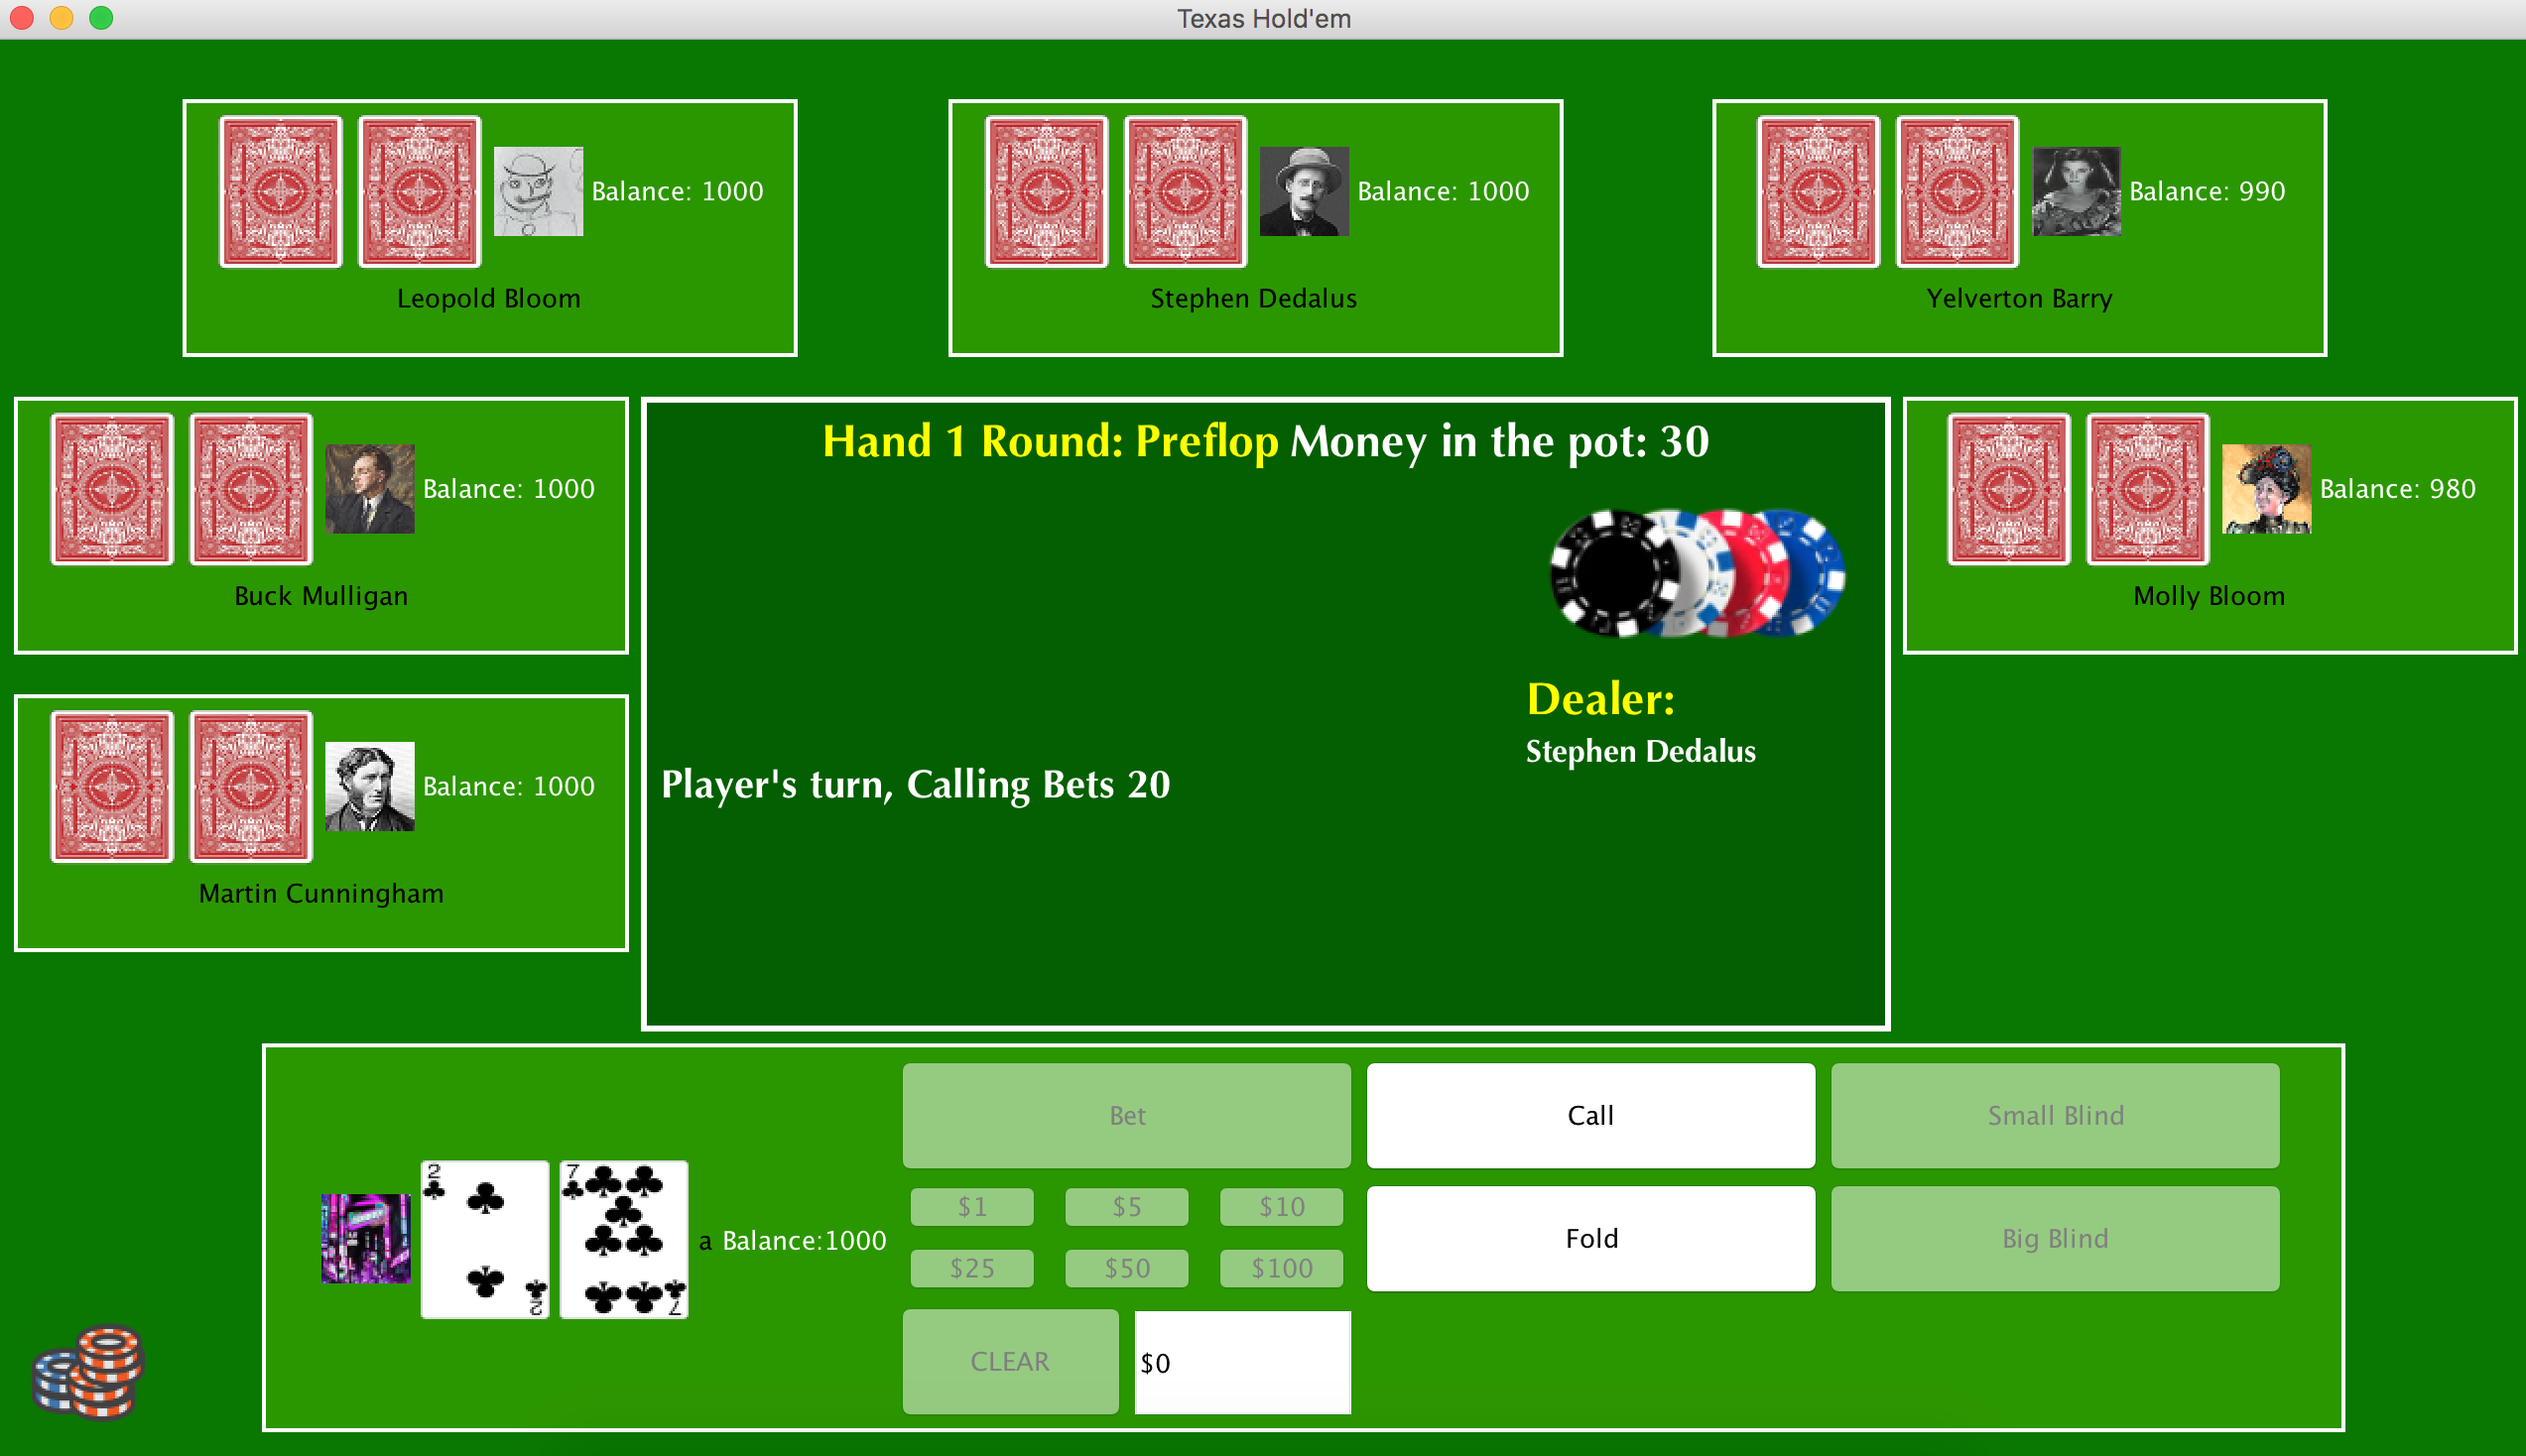 Texas Hold'em
Balance: 1000
Leopold Bloom
Balance: 1000
Stephen Dedalus
Balance: 990
Yelverton Barry
Balance: 1000
Buck Mulligan
Hand 1 Round: Preflop Money in the pot: 30
Balance: 980
Molly Bloom
Dealer:
Stephen Dedalus
Player's turn, Calling Bets 20
Balance: 1000
Martin Cunningham
2
2
7
7
a Balance:1000
Bet
Call
Small Blind
$1
$5
$10
$25
$50
$100
Fold
Big Blind
CLEAR
$0